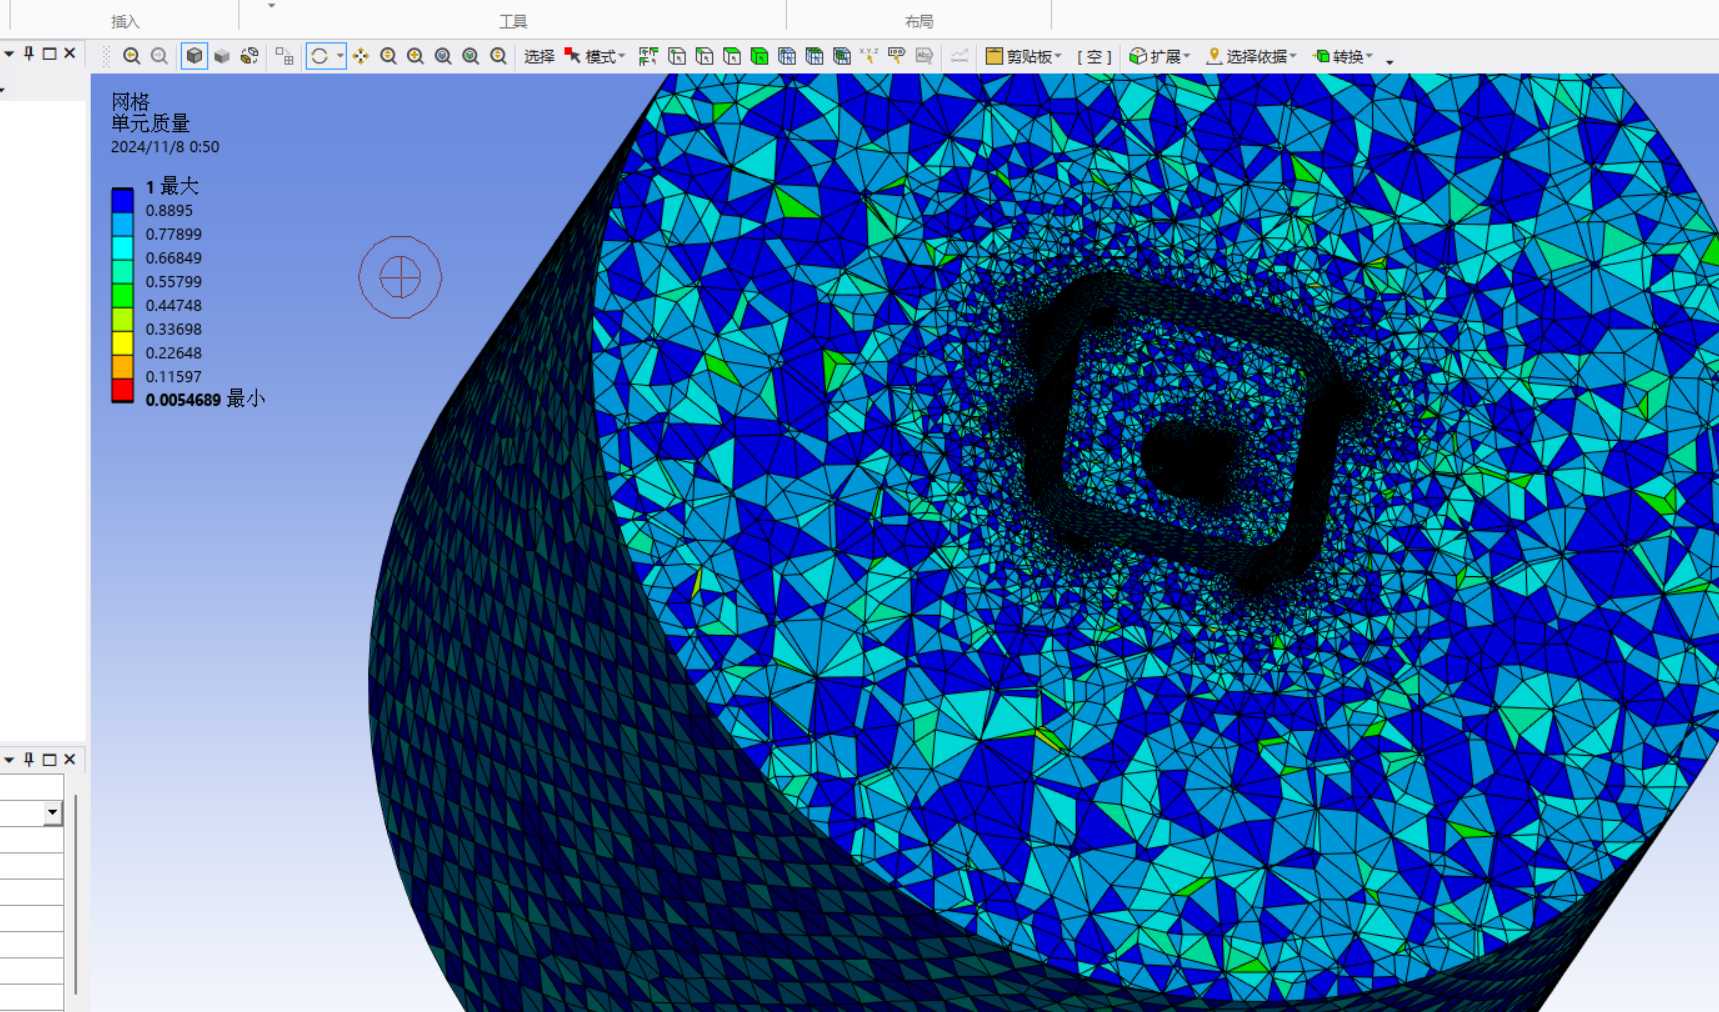 插入
工具
布局
选择
模式
剪贴板
[ 空 ]
扩展
选择依据
转换
网格
单元质量
2024/11/8 0:50
1 最大
0.8895
0.77899
0.66849
0.55799
0.44748
0.33698
0.22648
0.11597
0.0054689 最小